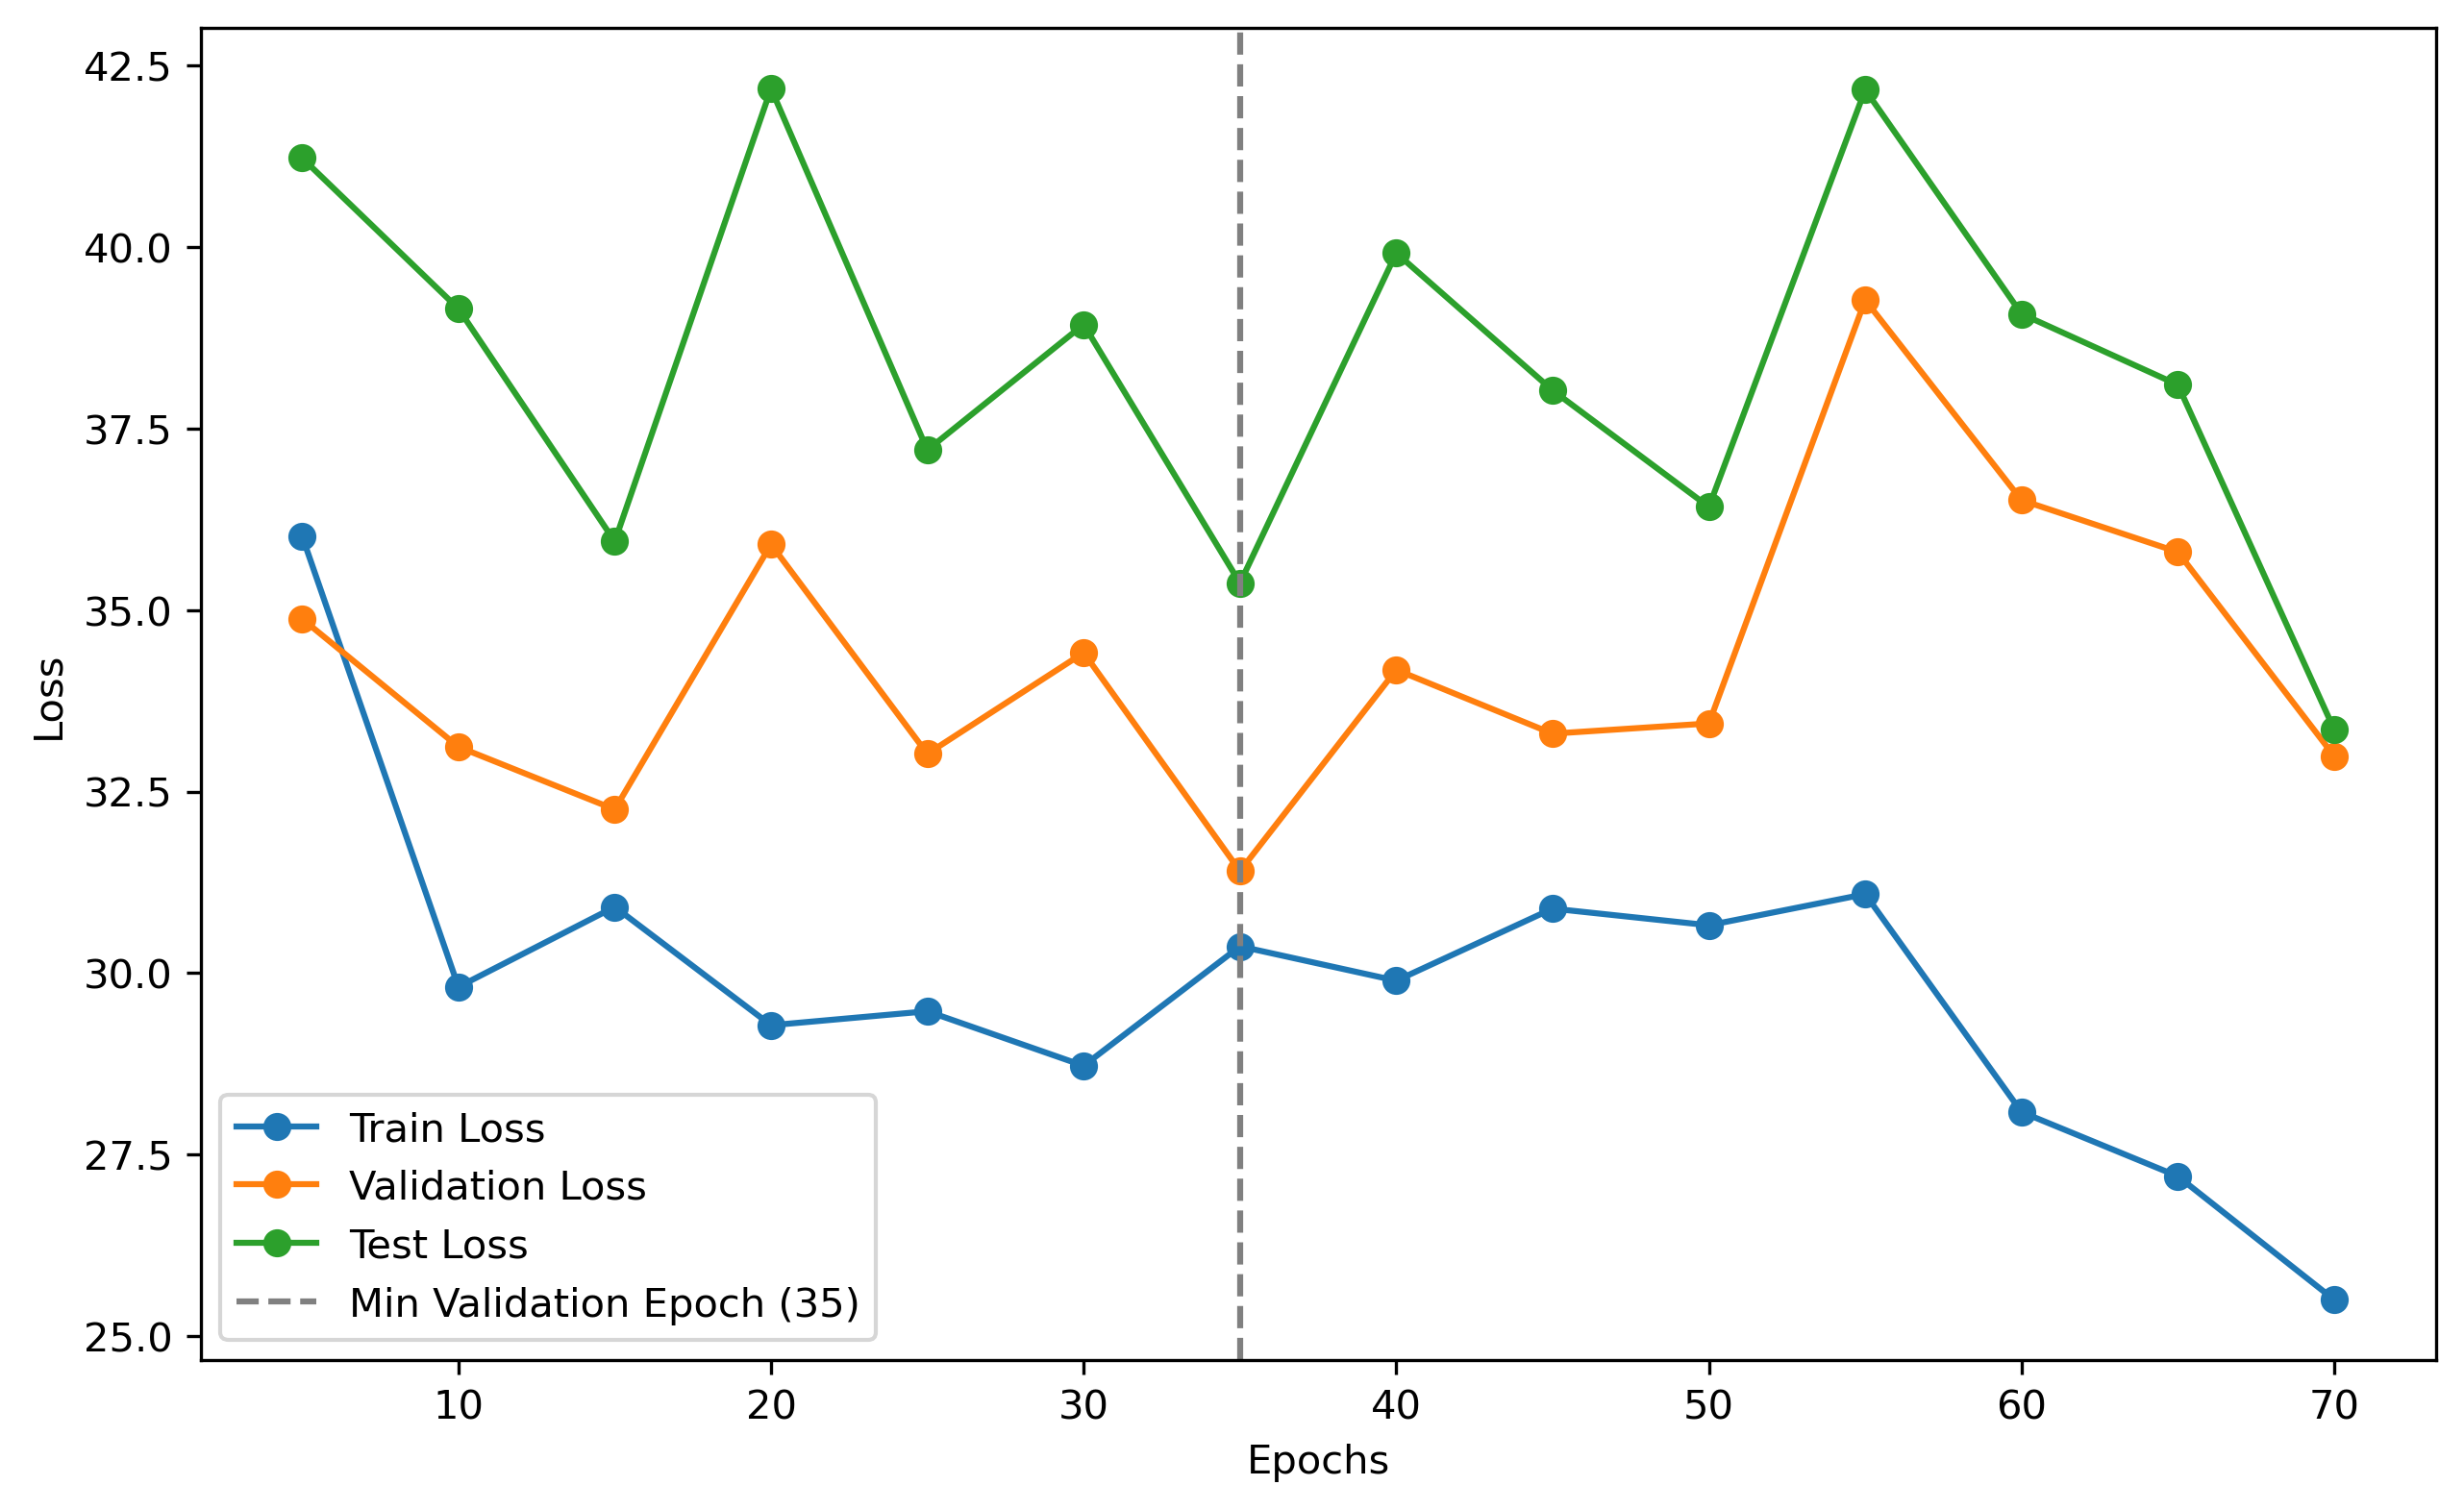 42.5
40.0
37.5
35.0
32.5
30.0
27.5
25.0
Loss
Train Loss
Validation Loss
Test Loss
Min Validation Epoch (35)
10 20 30 40 50 60 70
Epochs